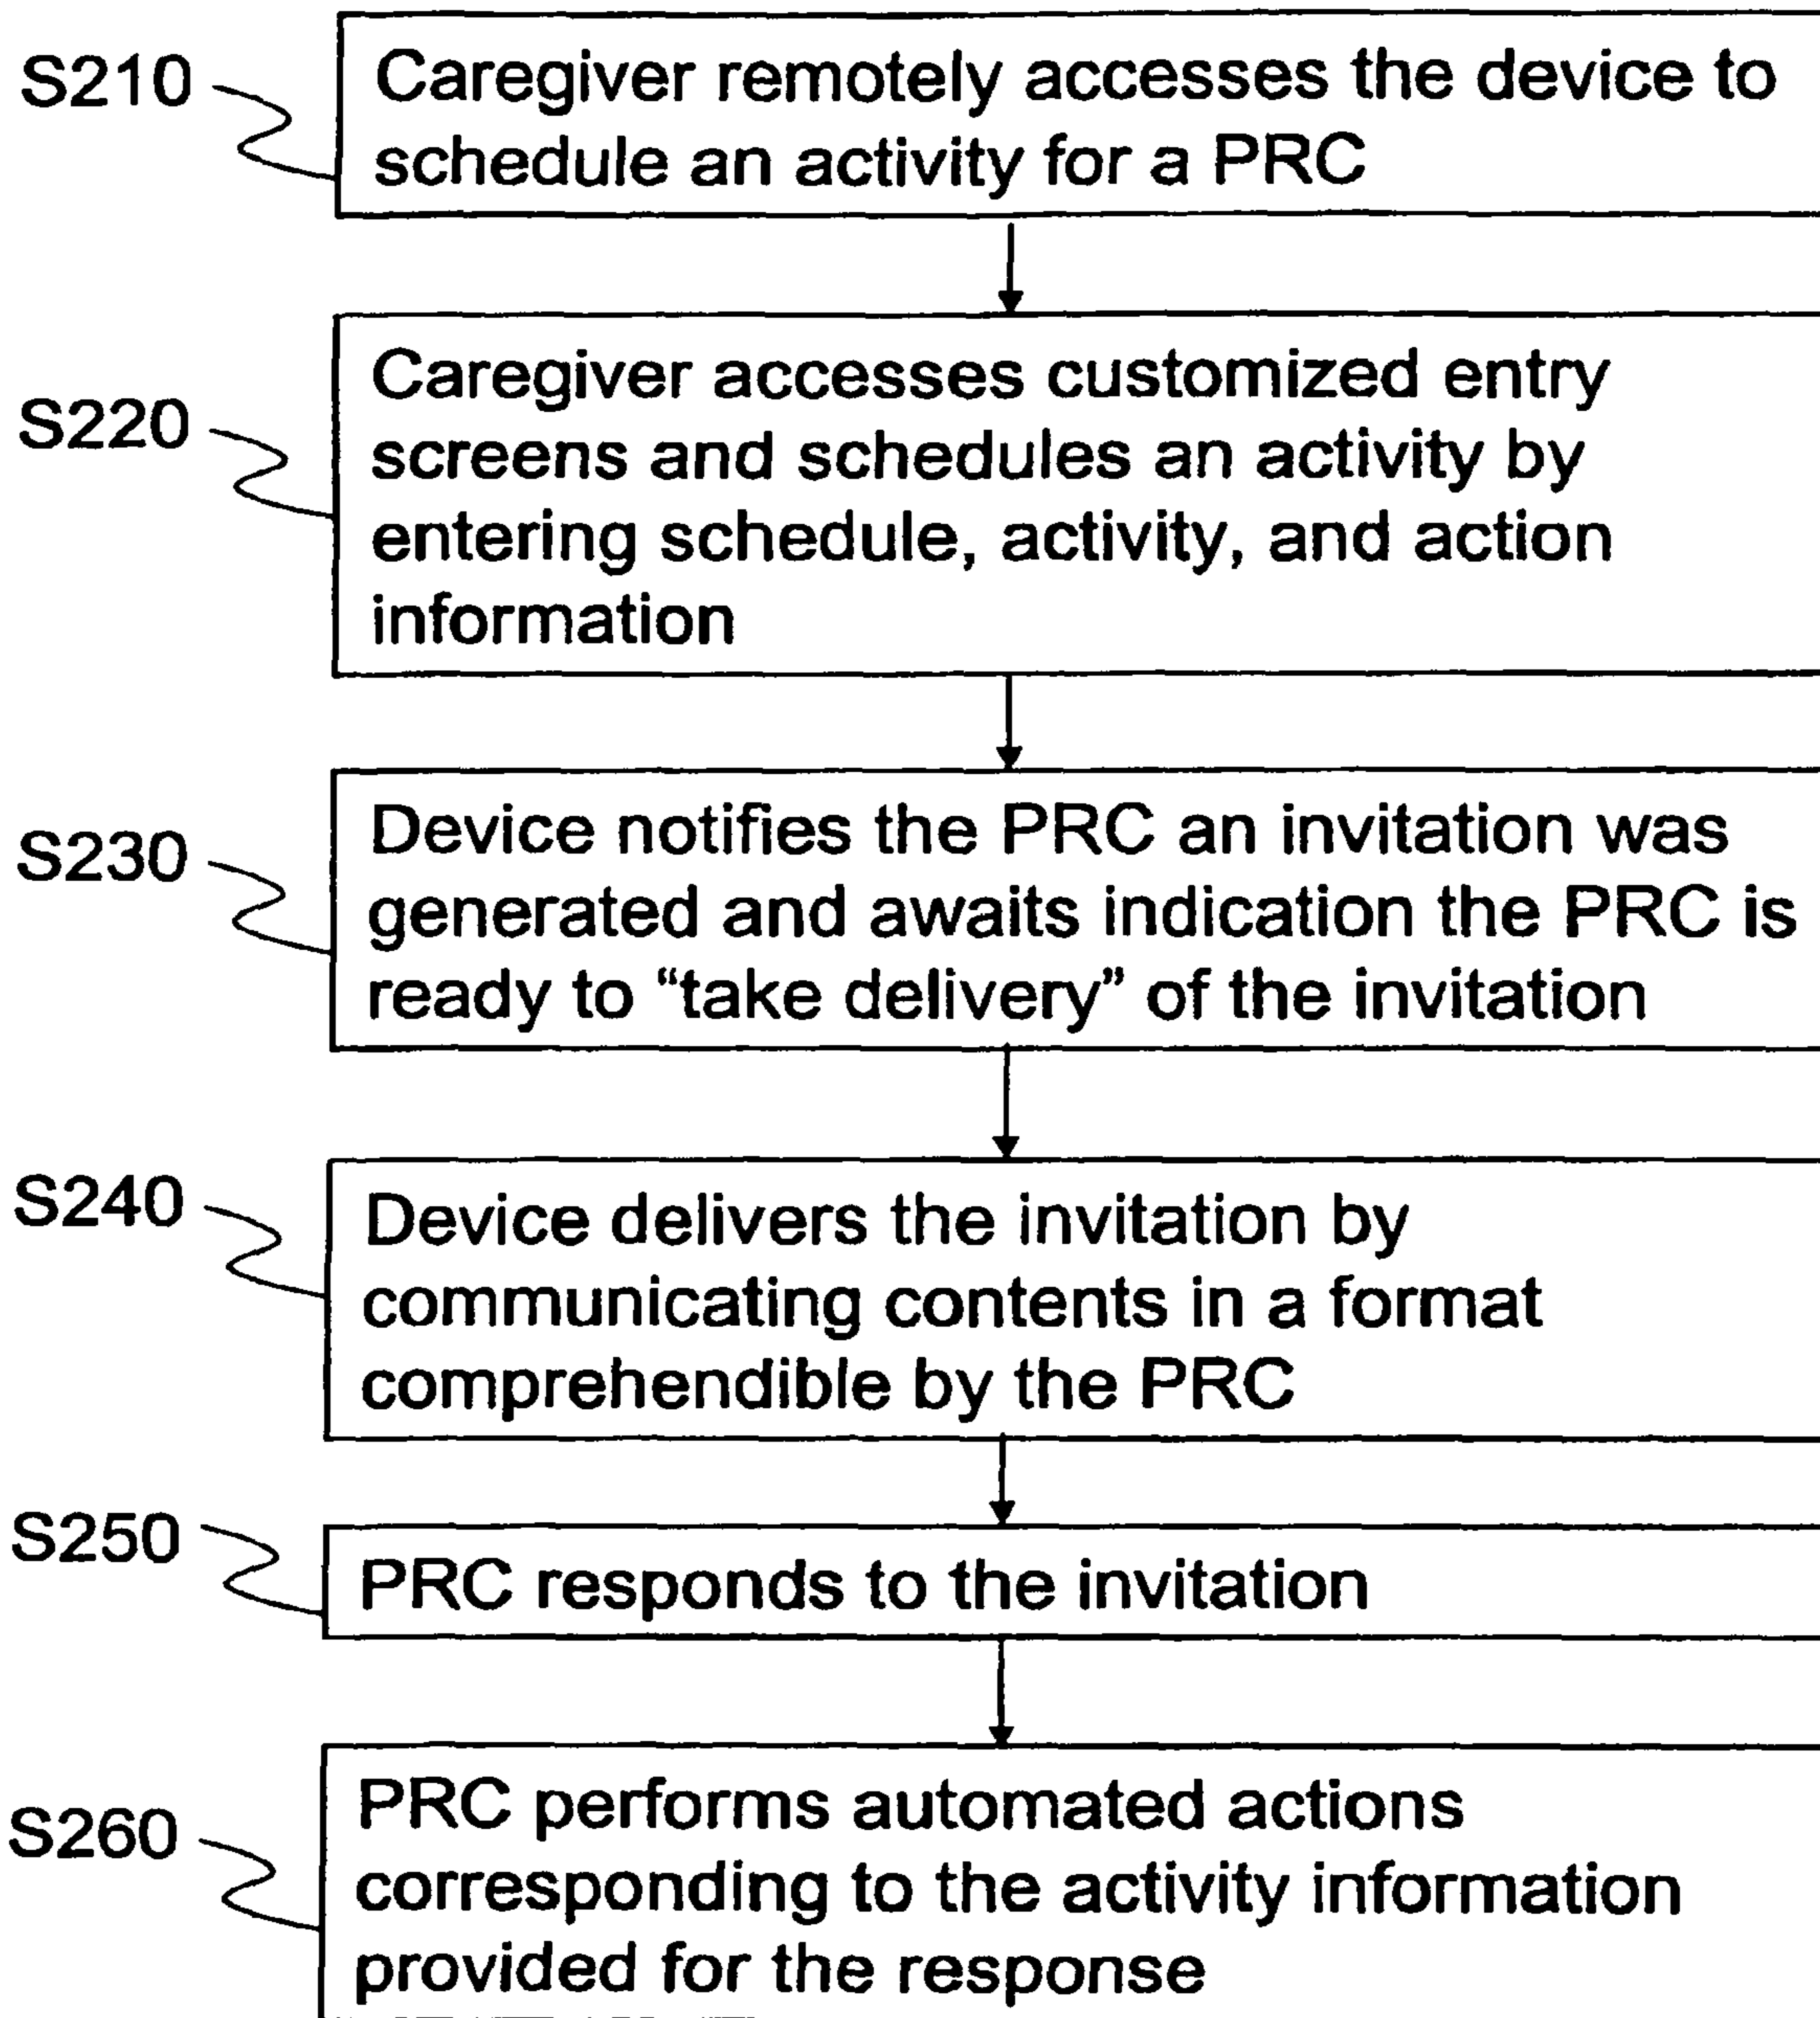 S210
Caregiver remotely accesses the device to
schedule an activity for a PRC
S220
Caregiver accesses customized entry
screens and schedules an activity by
entering schedule, activity, and action
information
S230
Device notifies the PRC an invitation was
generated and awaits indication the PRC is
ready to “take delivery” of the invitation
S240
Device delivers the invitation by
communicating contents in a format
comprehendible by the PRC
S250
PRC responds to the invitation
S260
PRC performs automated actions
corresponding to the activity information
provided for the response